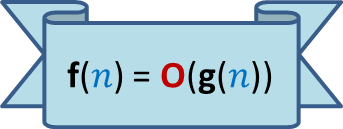 f(n) = O(g(n))